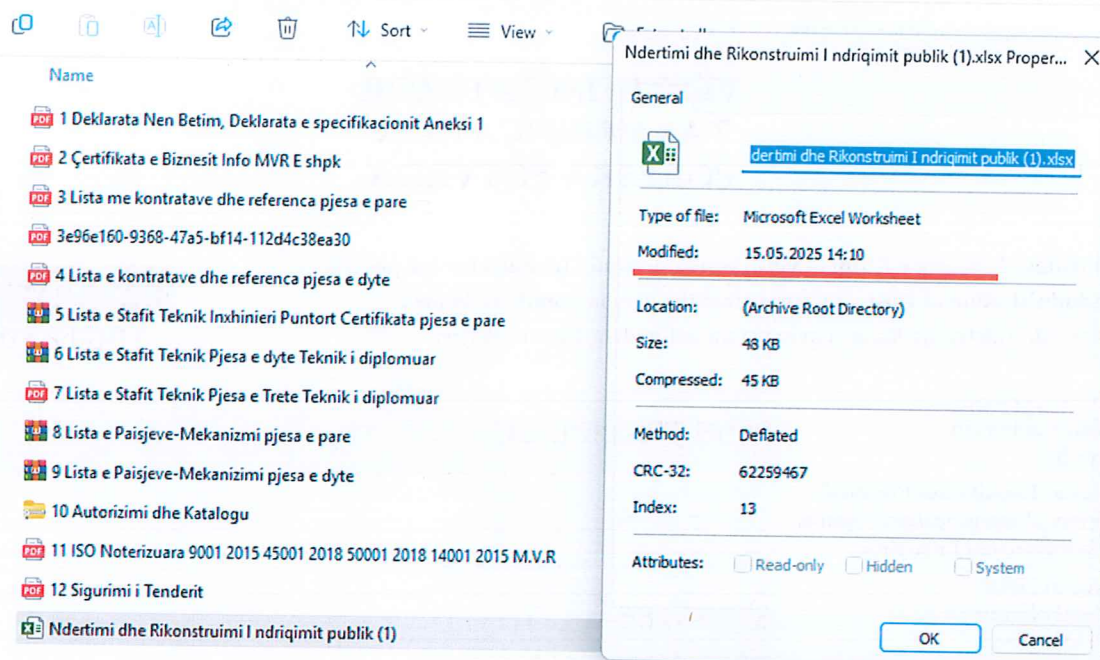 Sort
View
Name
1 Deklarata Nen Betim, Deklarata e specifikacionit Aneksi 1
2 Çertifikata e Biznesit Info MVR E shpk
3 Lista me kontratave dhe referenca pjesa e pare
3e96e160-9368-47a5-bf14-112d4c38ea30
4 Lista e kontratave dhe referenca pjesa e dyte
5 Lista e Stafit Teknik Inxhinieri Puntort Certifikata pjesa e pare
6 Lista e Stafit Teknik Pjesa e dyte Teknik i diplomuar
7 Lista e Stafit Teknik Pjesa e Trete Teknik i diplomuar
8 Lista e Paisjeve-Mekanizmi pjesa e pare
9 Lista e Paisjeve-Mekanizimi pjesa e dyte
10 Autorizimi dhe Katalogu
11 ISO Noterizuara 9001 2015 45001 2018 50001 2018 14001 2015 M.V.R
12 Sigurimi i Tenderit
Ndertimi dhe Rikonstruimi I ndriqimit publik (1)
Ndertimi dhe Rikonstruimi I ndriqimit publik (1).xlsx Proper...
General
dertimi dhe Rikonstruimi I ndriqimit publik (1).xlsx
Type of file: Microsoft Excel Worksheet
Modified: 15.05.2025 14:10
Location: (Archive Root Directory)
Size: 48 KB
Compressed: 45 KB
Method: Deflated
CRC-32: 62259467
Index: 13
Attributes: Read-only Hidden System
OK Cancel